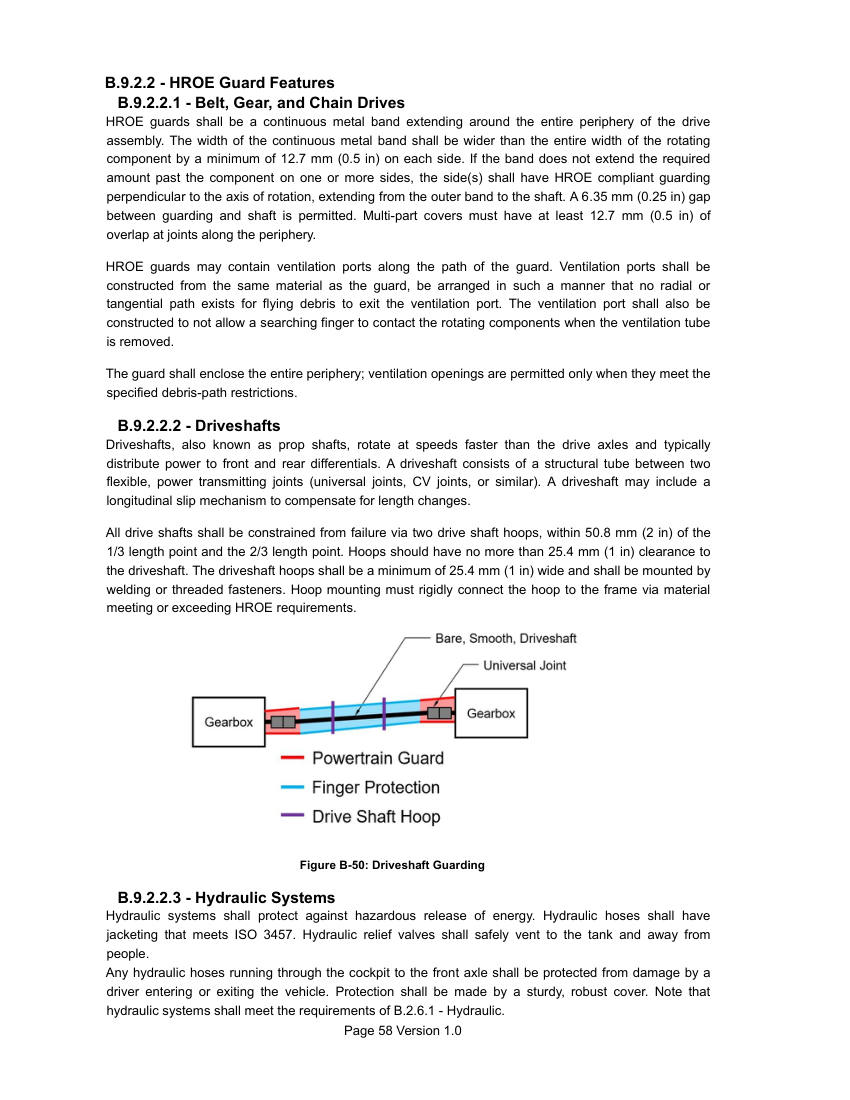 B.9.2.2 - HROE Guard Features
B.9.2.2.1 - Belt, Gear, and Chain Drives
HROE guards shall be a continuous metal band extending around the entire periphery of the drive
assembly. The width of the continuous metal band shall be wider than the entire width of the rotating
component by a minimum of 12.7 mm (0.5 in) on each side. If the band does not extend the required
amount past the component on one or more sides, the side(s) shall have HROE compliant guarding
perpendicular to the axis of rotation, extending from the outer band to the shaft. A 6.35 mm (0.25 in) gap
between guarding and shaft is permitted. Multi-part covers must have at least 12.7 mm (0.5 in) of
overlap at joints along the periphery.
HROE guards may contain ventilation ports along the path of the guard. Ventilation ports shall be
constructed from the same material as the guard, be arranged in such a manner that no radial or
tangential path exists for flying debris to exit the ventilation port. The ventilation port shall also be
constructed to not allow a searching finger to contact the rotating components when the ventilation tube
is removed.
The guard shall enclose the entire periphery; ventilation openings are permitted only when they meet the
specified debris-path restrictions.
B.9.2.2.2 - Driveshafts
Driveshafts, also known as prop shafts, rotate at speeds faster than the drive axles and typically
distribute power to front and rear differentials. A driveshaft consists of a structural tube between two
flexible, power transmitting joints (universal joints, CV joints, or similar). A driveshaft may include a
longitudinal slip mechanism to compensate for length changes.
All drive shafts shall be constrained from failure via two drive shaft hoops, within 50.8 mm (2 in) of the
1/3 length point and the 2/3 length point. Hoops should have no more than 25.4 mm (1 in) clearance to
the driveshaft. The driveshaft hoops shall be a minimum of 25.4 mm (1 in) wide and shall be mounted by
welding or threaded fasteners. Hoop mounting must rigidly connect the hoop to the frame via material
meeting or exceeding HROE requirements.
Bare, Smooth, Driveshaft
Universal Joint
Gearbox
Gearbox
Powertrain Guard
Finger Protection
Drive Shaft Hoop
Figure B-50: Driveshaft Guarding
B.9.2.2.3 - Hydraulic Systems
Hydraulic systems shall protect against hazardous release of energy. Hydraulic hoses shall have
jacketing that meets ISO 3457. Hydraulic relief valves shall safely vent to the tank and away from
people.
Any hydraulic hoses running through the cockpit to the front axle shall be protected from damage by a
driver entering or exiting the vehicle. Protection shall be made by a sturdy, robust cover. Note that
hydraulic systems shall meet the requirements of B.2.6.1 - Hydraulic.
Page 58 Version 1.0